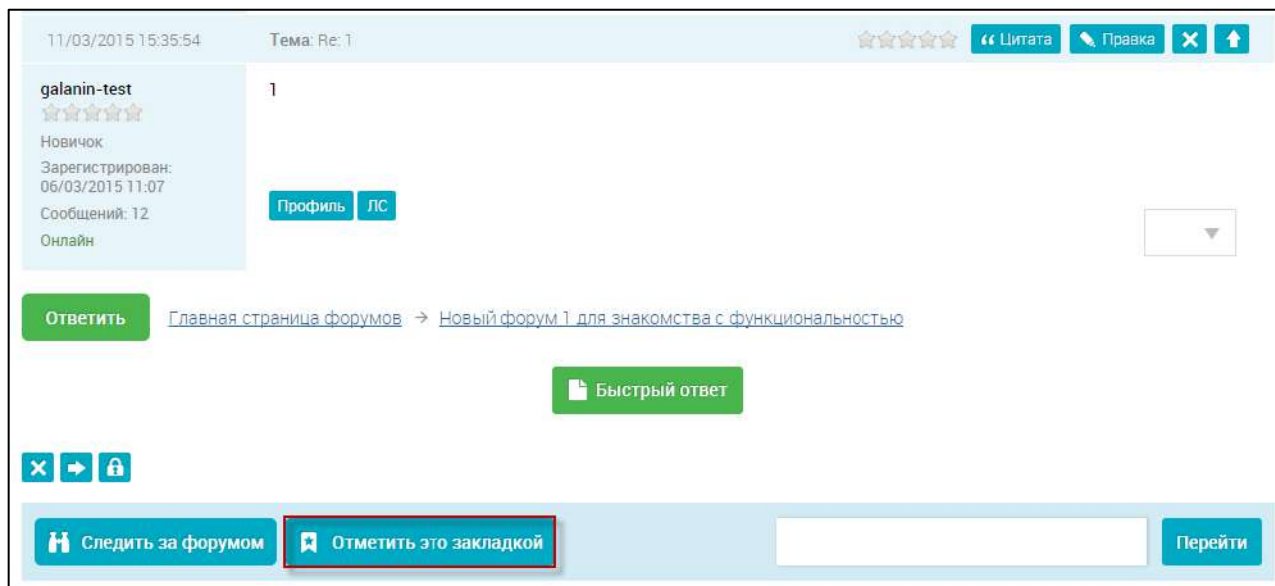 11/03/2015 15:35:54 Тема: Re: 1 Цитата Правка
galanin-test 1
Новичок
Зарегистрирован:
06/03/2015 11:07
Сообщений: 12
Онлайн
Профиль ЛС
Ответить Главная страница форумов → Новый форум 1 для знакомства с функциональностью
Быстрый ответ
Следить за форумом Отметить это закладкой Перейти